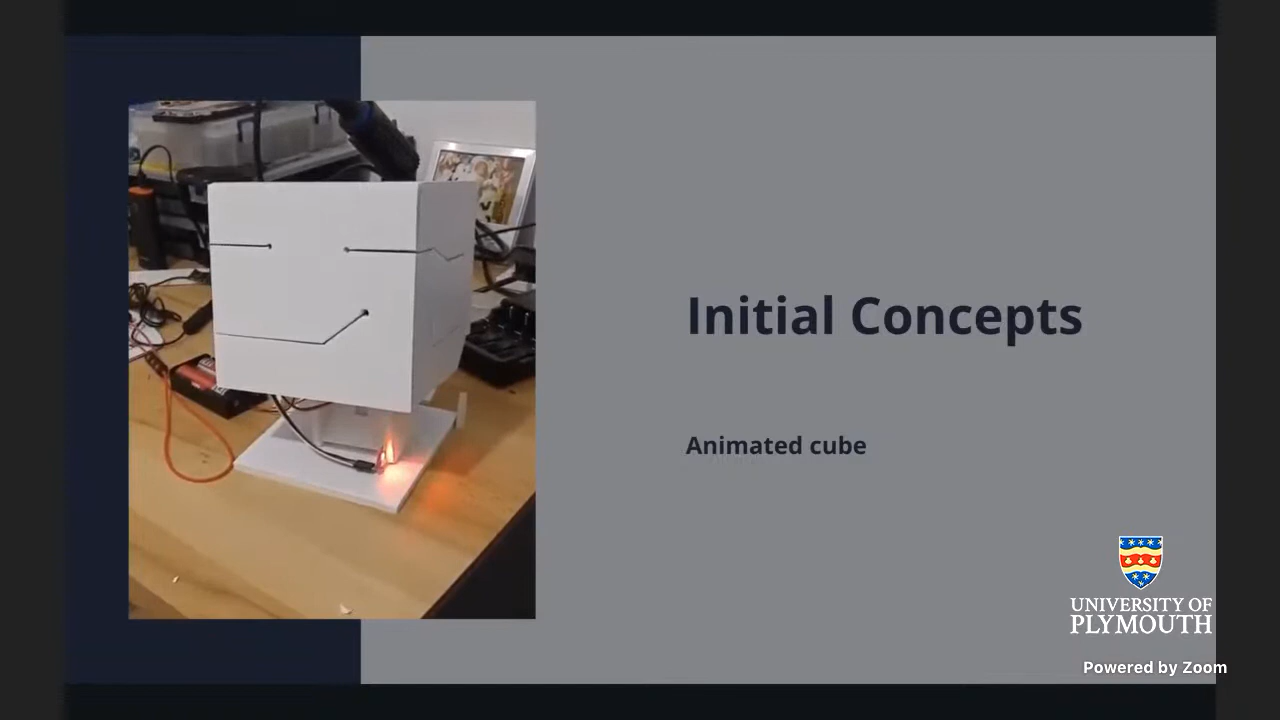 Initial Concepts
Animated cube
UNIVERSITY OF
PLYMOUTH
Powered by Zoom